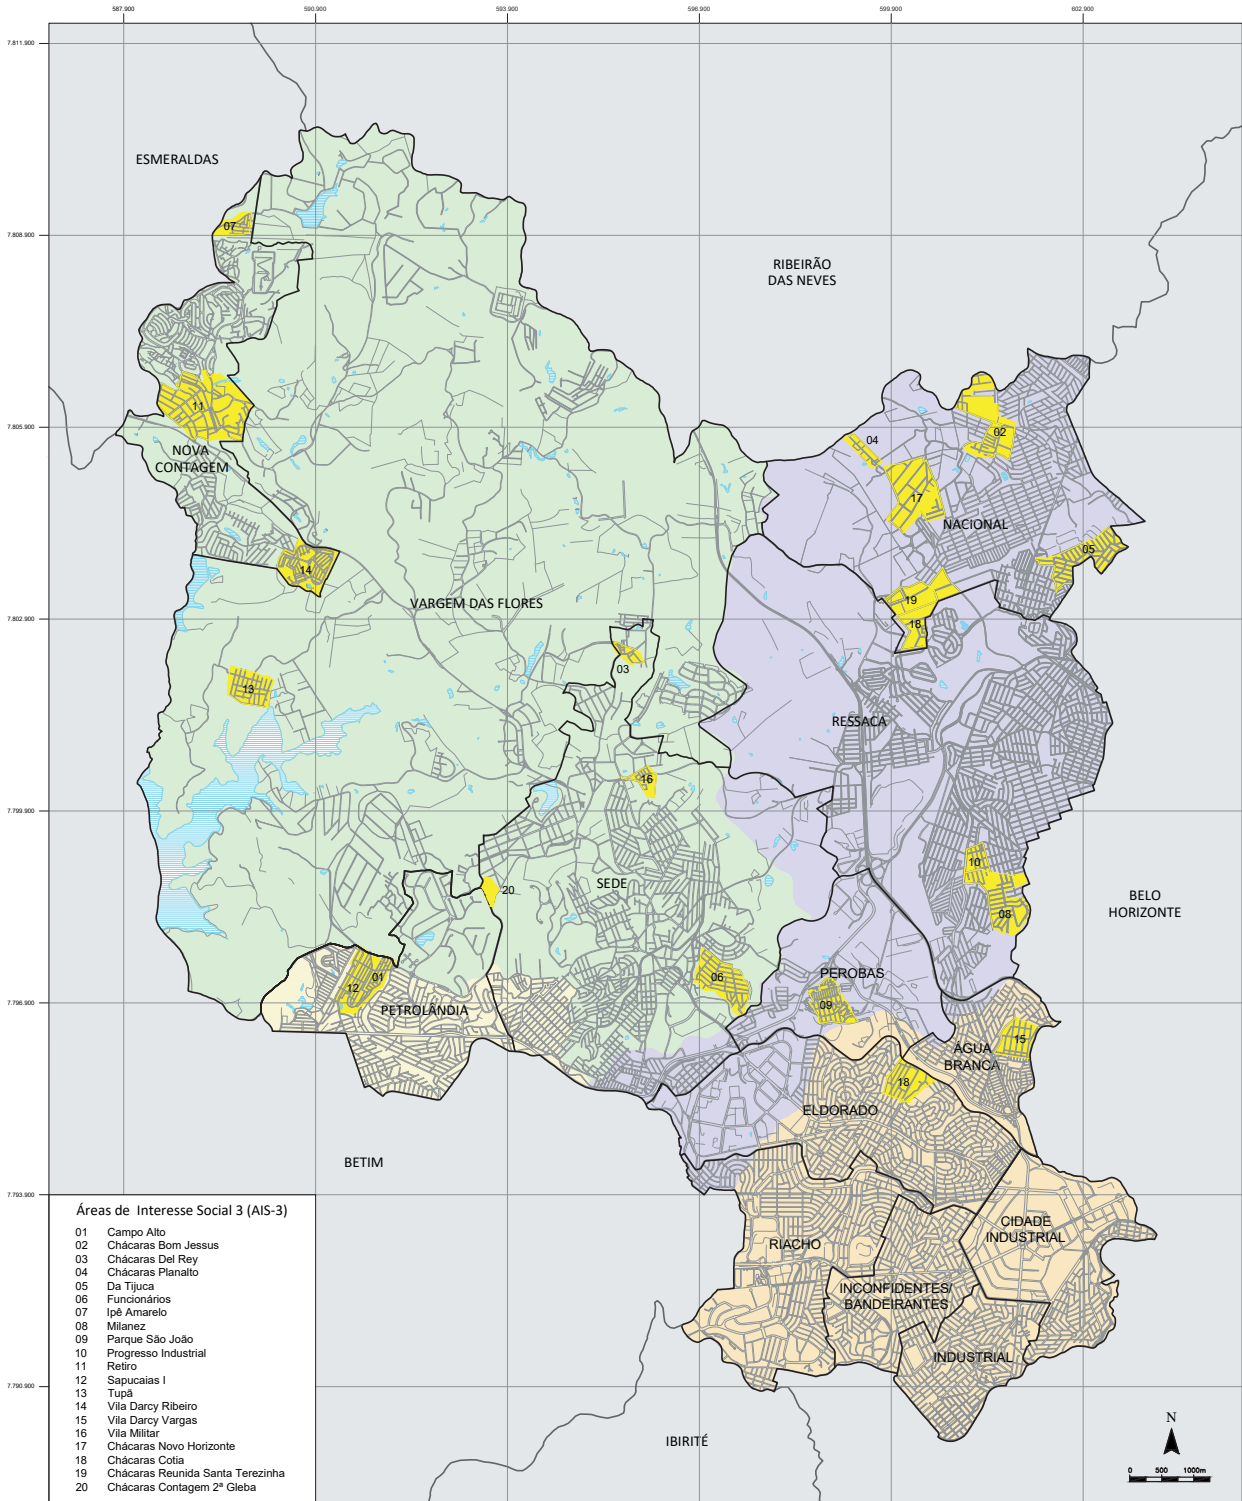 587.900 590.900 593.900 596.900 599.900 602.900
7.811.900
ESMERALDAS
07
7.808.900
RIBEIRÃO
DAS NEVES
11
7.805.900
02
04
NOVA
CONTAGEM
17
NACIONAL
05
14
VARGEM DAS FLORES
19
18
7.802.900
03
13
RESSACA
16
7.799.900
10
SEDE
20
BELO
HORIZONTE
08
PEROBAS
01
06
12
7.796.900
PETROLÂNDIA
09
15
ÁGUA
BRANCA
18
ELDORADO
BETIM
7.793.900
CIDADE
INDUSTRIAL
RIACHO
INCONFIDENTES/
BANDEIRANTES
INDUSTRIAL
7.790.900
IBIRITÉ
Áreas de Interesse Social 3 (AIS-3)
01 Campo Alto
02 Chácaras Bom Jessus
03 Chácaras Del Rey
04 Chácaras Planalto
05 Da Tijuca
06 Funcionários
07 Ipê Amarelo
08 Milanez
09 Parque São João
10 Progresso Industrial
11 Retiro
12 Sapucaias I
13 Tupã
14 Vila Darcy Ribeiro
15 Vila Darcy Vargas
16 Vila Militar
17 Chácaras Novo Horizonte
18 Chácaras Cotia
19 Chácaras Reunida Santa Terezinha
20 Chácaras Contagem 2ª Gleba
N
0 500 1000m